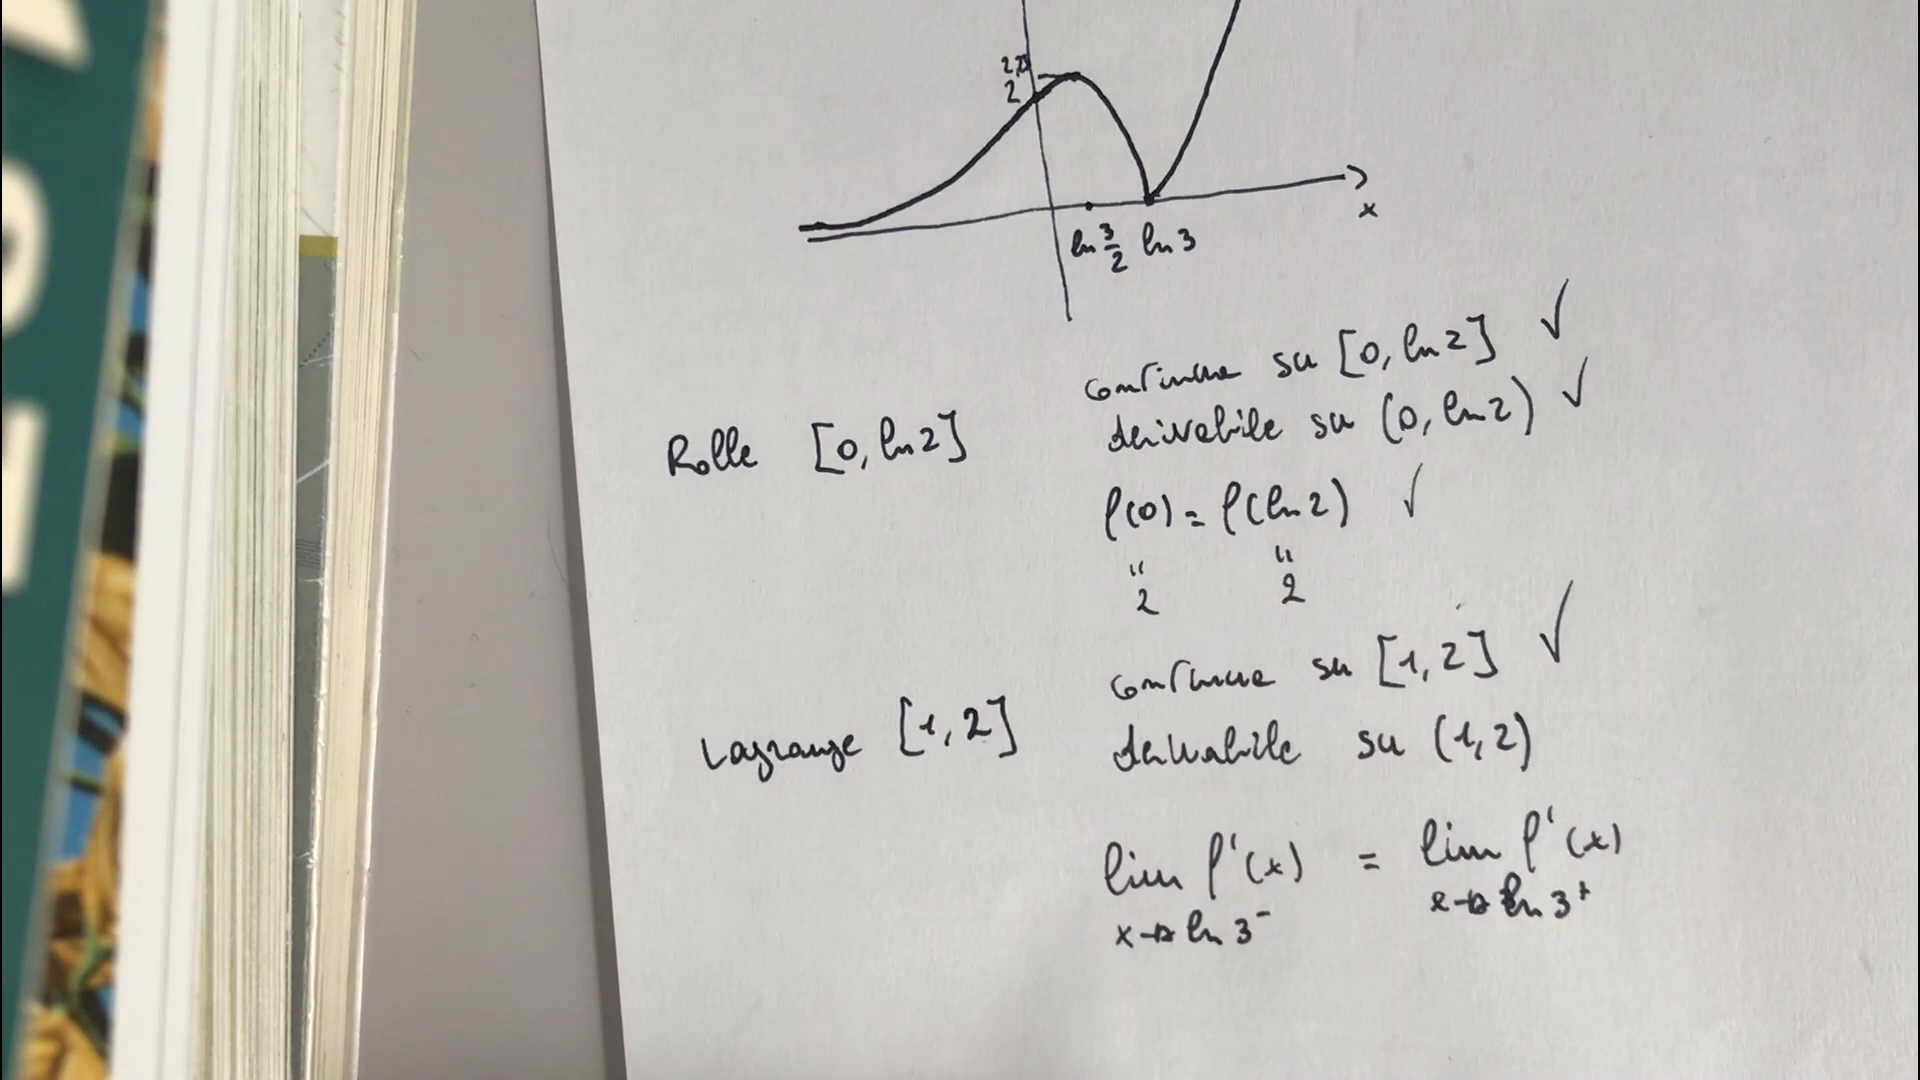 2,25
2
x
ln 3/2 ln 3
continua su [0, ln 2] ✓
Rolle [0, ln 2] derivabile su (0, ln 2) ✓
f(0) = f(ln 2) ✓
" "
2 2
continua su [1, 2] ✓
Lagrange [1, 2] derivabile su (1, 2)
lim f'(x) = lim f'(x)
x→ ln 3⁻ x→ ln 3⁺